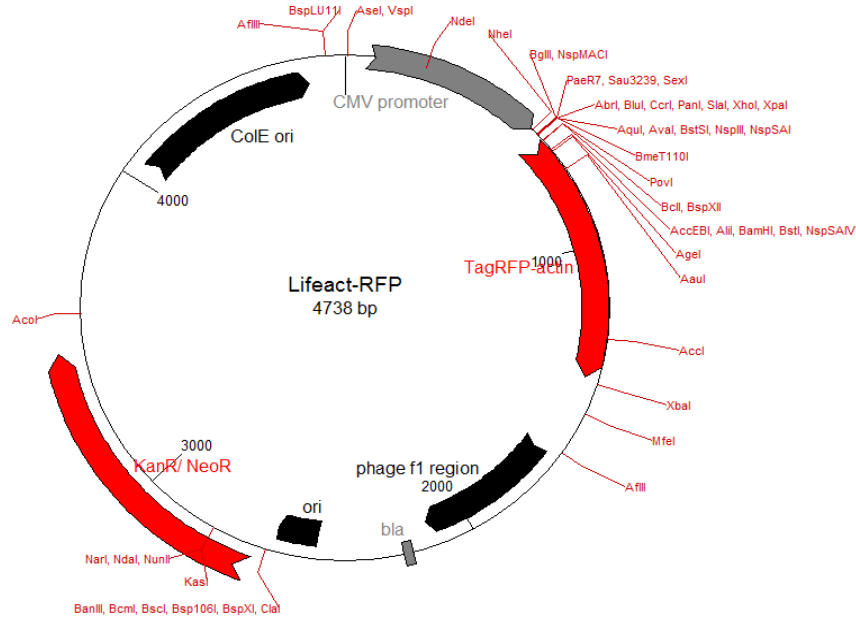 BspLU11I
AseI, VspI
AflIII
NdeI
NheI
BglII, NspMACI
PaeR7, Sau3239, SexI
AbrI, BluI, CcrI, PanI, SlaI, XhoI, XpaI
AquI, AvaI, BstSI, NspIII, NspSAI
BmeT110I
PovI
BclI, BspXII
AccEBI, AliI, BamHI, BstI, NspSAIV
AgeI
AauI
CMV promoter
ColE ori
4000
TagRFP-actin
1000
Lifeact-RFP
4738 bp
AcoI
AccI
XbaI
MfeI
AflII
3000
KanR/ NeoR
phage f1 region
2000
ori
bla
NarI, NdaI, NunII
KasI
BanIII, BcmI, BscI, Bsp106I, BspXI, ClaI